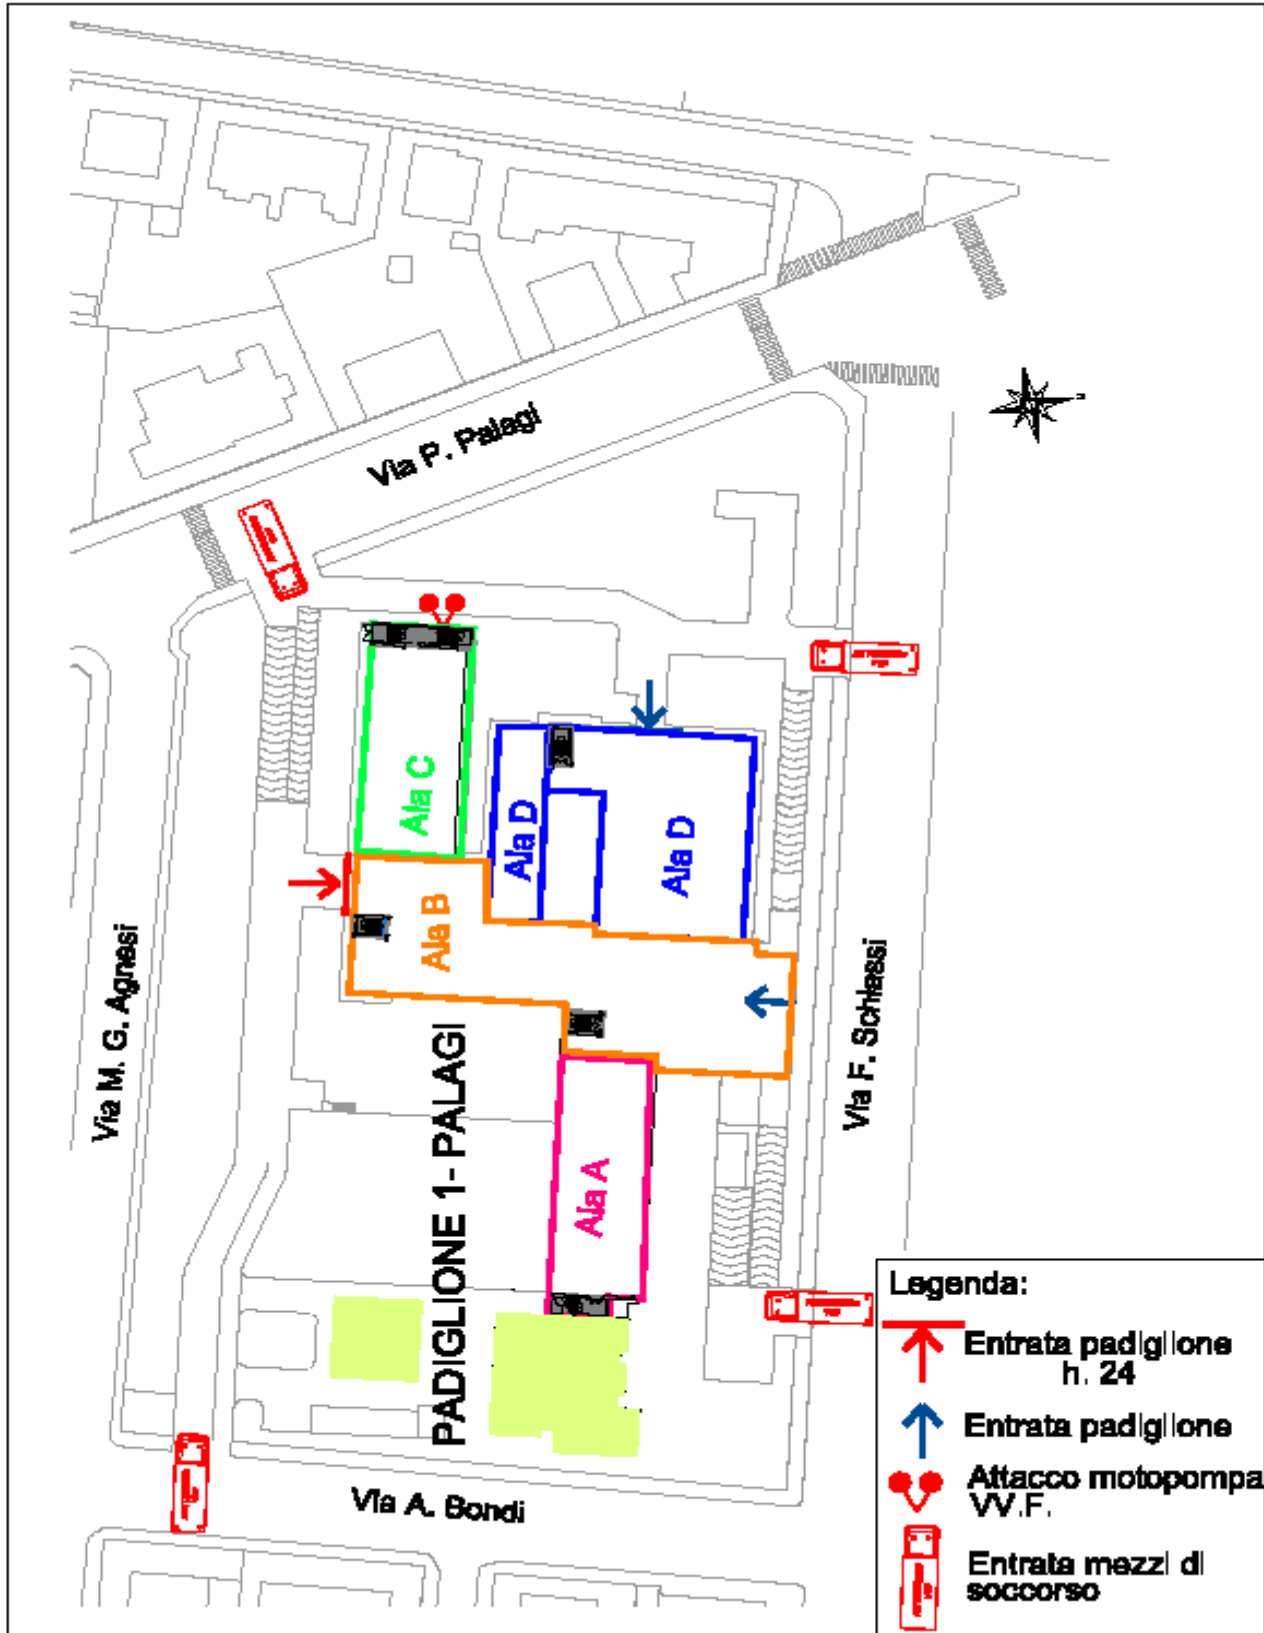 Via P. Palagi
Ala C
Ala D
Ala D
Ala B
Via M. G. Agnesi
Via F. Schiassi
PADIGLIONE 1- PALAGI
Ala A
Via A. Bondi
Legenda:
Entrata padiglione
h. 24
Entrata padiglione
Attacco motopompa
VV.F.
Entrata mezzi di
soccorso